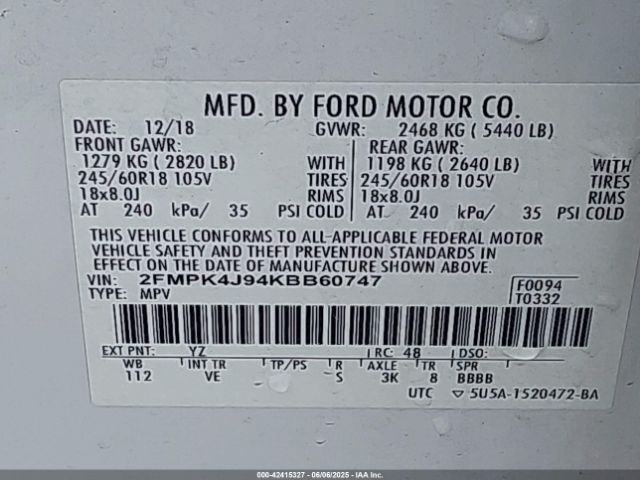 MFD. BY FORD MOTOR CO.
DATE: 12/18 GVWR: 2468 KG ( 5440 LB)
FRONT GAWR: REAR GAWR:
1279 KG ( 2820 LB) WITH 1198 KG ( 2640 LB) WITH
245/60R18 105V TIRES 245/60R18 105V TIRES
18x8.0J RIMS 18x8.0J RIMS
AT 240 kPa/ 35 PSI COLD AT 240 kPa/ 35 PSI COLD
THIS VEHICLE CONFORMS TO ALL APPLICABLE FEDERAL MOTOR
VEHICLE SAFETY AND THEFT PREVENTION STANDARDS IN
EFFECT ON THE DATE OF MANUFACTURE SHOWN ABOVE.
VIN: 2FMPK4J94KBB60747 F0094
TYPE: MPV T0332
EXT PNT: YZ RC: 48 DSO:
WB INT TR TP/PS R AXLE TR SPR
112 VE S 3K 8 BBBB
UTC ▽ 5U5A-1520472-BA
000-42415327 - 06/06/2025 - IAA Inc.